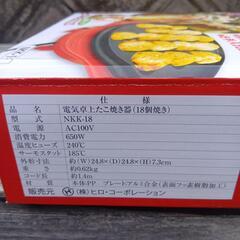 仕様
品名 電気卓上たこ焼き器(18個焼き)
型式 NKK-18
電源 AC100V
消費電力 650W
温度ヒューズ 240℃
サーモスタット 185℃
外形寸法 約(W)24.8×(D)24.8×(H)7.3cm
重さ 約0.62kg
コード長 約1.4m
材質 本体:PP プレート:アルミ合金(表面フッ素樹脂加工)
販売元 (株)ヒロ・コーポレーション